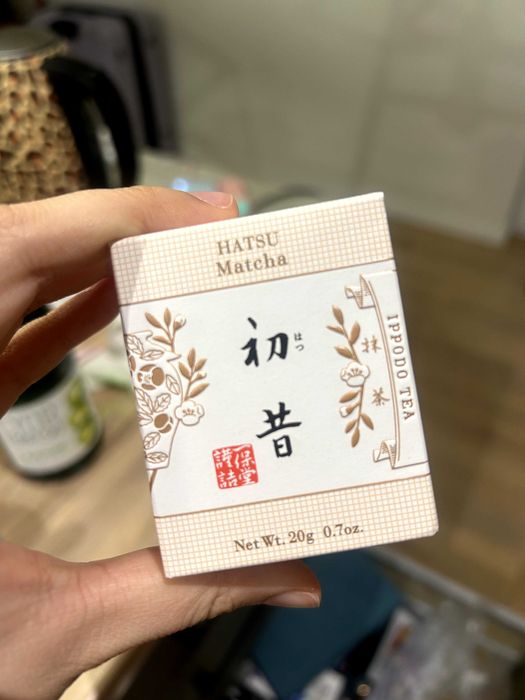 HATSU
Matcha
初昔
はつ
抹茶
IPPODO TEA
一保堂
謹詰
Net Wt. 20g 0.7oz.